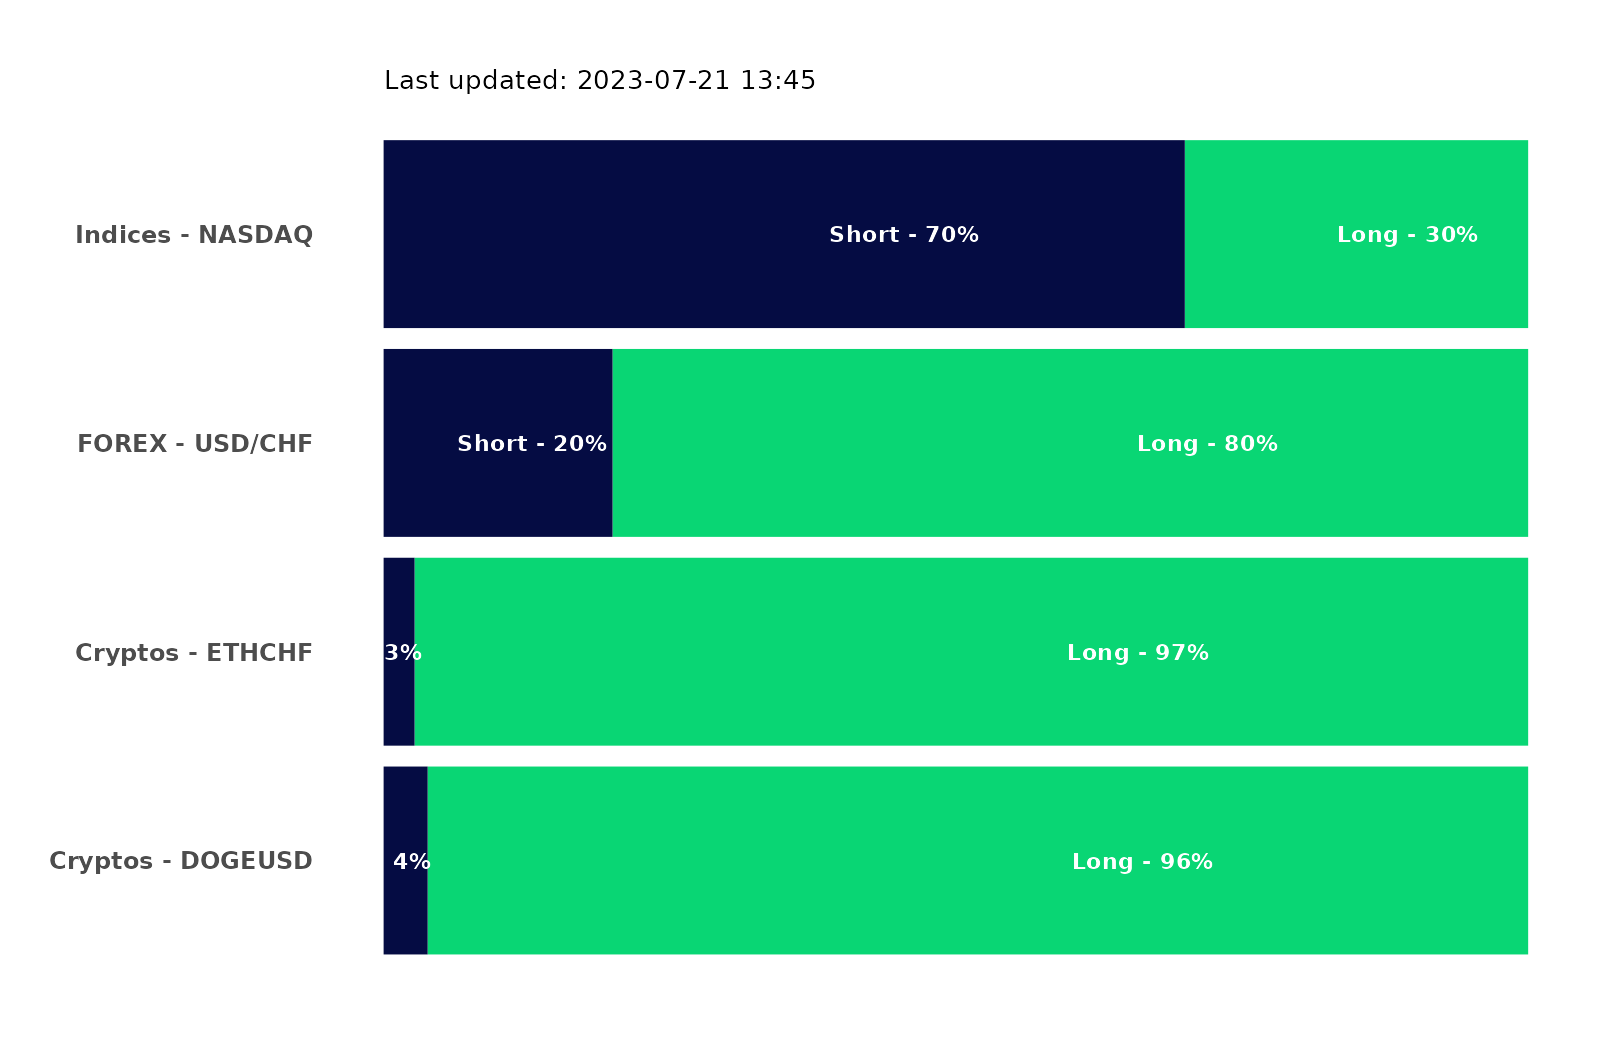 Last updated: 2023-07-21 13:45
Indices - NASDAQ
Short - 70%
Long - 30%
FOREX - USD/CHF
Short - 20%
Long - 80%
Cryptos - ETHCHF
3%
Long - 97%
Cryptos - DOGEUSD
4%
Long - 96%